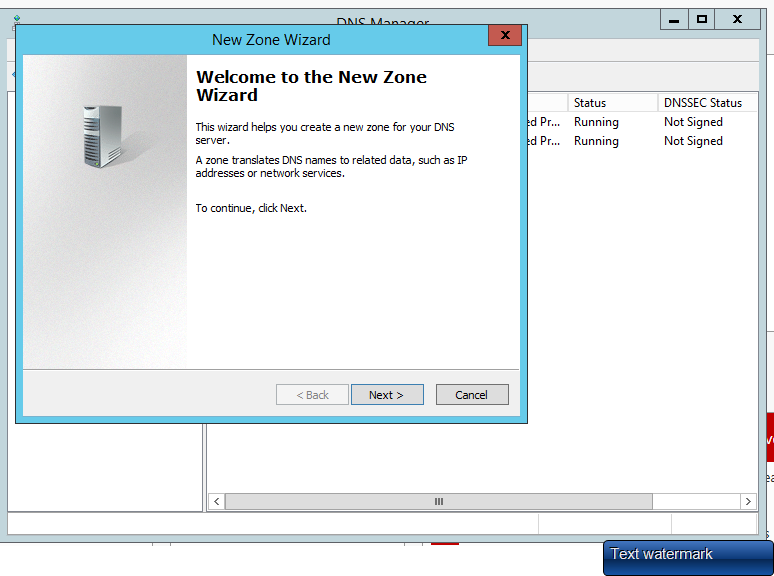 DNS Manager
New Zone Wizard
Welcome to the New Zone
Wizard
This wizard helps you create a new zone for your DNS
server.
A zone translates DNS names to related data, such as IP
addresses or network services.
To continue, click Next.
< Back
Next >
Cancel
Status
DNSSEC Status
ed Pr... Running Not Signed
ed Pr... Running Not Signed
Text watermark